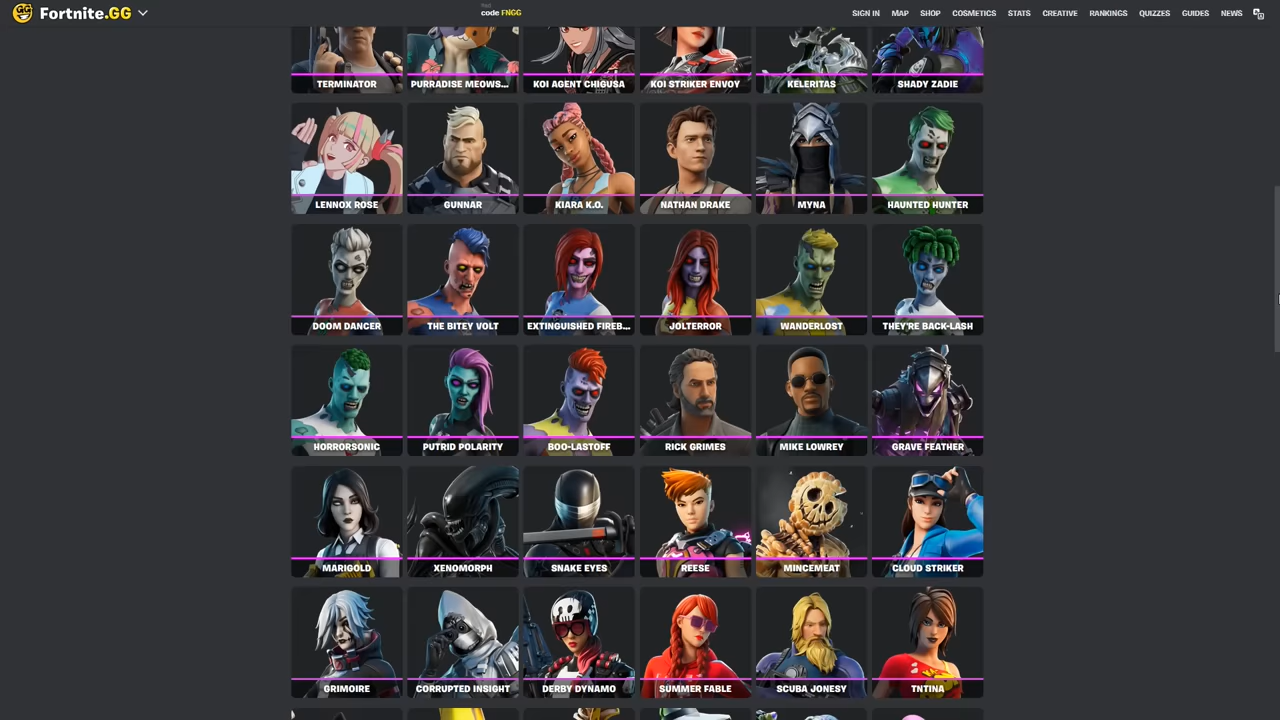 Fortnite.GG
code FNGG
SIGN IN MAP SHOP COSMETICS STATS CREATIVE RANKINGS QUIZZES GUIDES NEWS
TERMINATOR PURRADISE MEOWS... KOI AGENT CHIGUSA KOI STRIKER ENVOY KELERITAS SHADY ZADIE
LENNOX ROSE GUNNAR KIARA K.O. NATHAN DRAKE MYNA HAUNTED HUNTER
DOOM DANCER THE BITEY VOLT EXTINGUISHED FIREB... JOLTERROR WANDERLOST THEY'RE BACK-LASH
HORRORSONIC PUTRID POLARITY BOO-LASTOFF RICK GRIMES MIKE LOWREY GRAVE FEATHER
MARIGOLD XENOMORPH SNAKE EYES REESE MINCEMEAT CLOUD STRIKER
GRIMOIRE CORRUPTED INSIGHT DERBY DYNAMO SUMMER FABLE SCUBA JONESY TNTINA